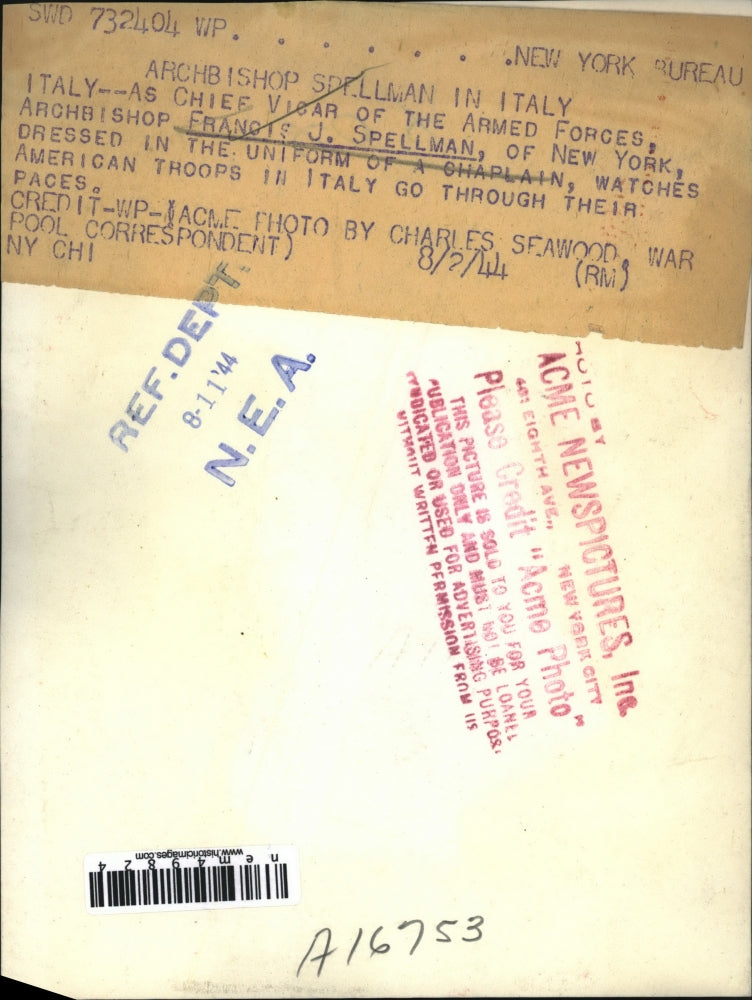 SWD 732404 WP. . . . . . . .NEW YORK BUREAU
ARCHBISHOP SPELLMAN IN ITALY
ITALY--AS CHIEF VICAR OF THE ARMED FORCES,
ARCHBISHOP FRANCIS J. SPELLMAN, OF NEW YORK,
DRESSED IN THE UNIFORM OF A CHAPLAIN, WATCHES
AMERICAN TROOPS IN ITALY GO THROUGH THEIR
PACES.
CREDIT-WP-(ACME PHOTO BY CHARLES SEAWOOD, WAR
POOL CORRESPONDENT)
NY CHI 8/2/44 (RM)
REF. DEPT.
8-11'44
N.E.A.
PHOTO BY
ACME NEWSPICTURES, Inc.
461 EIGHTH AVE., NEW YORK CITY
Please Credit "Acme Photo"
THIS PICTURE IS SOLD TO YOU FOR YOUR
PUBLICATION ONLY AND MUST NOT BE LOANED,
SYNDICATED OR USED FOR ADVERTISING PURPOSES
WITHOUT WRITTEN PERMISSION FROM US
www.historicimages.com
nem49824
A16753